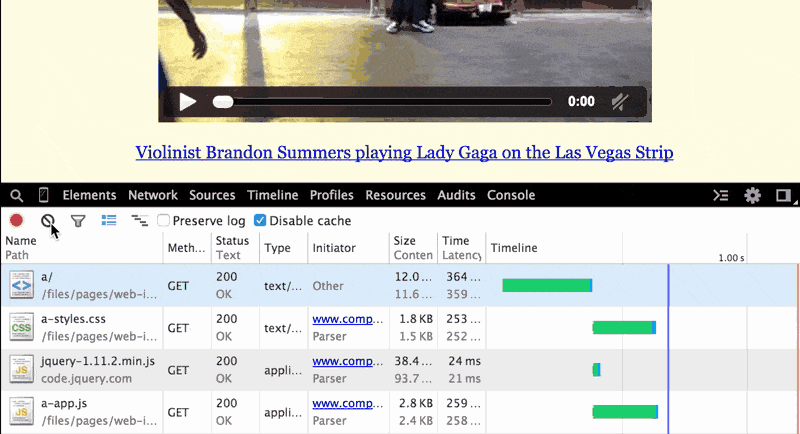 0:00
Violinist Brandon Summers playing Lady Gaga on the Las Vegas Strip
Elements Network Sources Timeline Profiles Resources Audits Console
Preserve log Disable cache
Name Meth... Status Type Initiator Size Time Timeline
Path Text Conten Latency 1.00 s
a/ 200 12.0 ... 364 ...
GET text/... Other
/files/pages/web-i... OK 11.6 ... 359 ...
a-styles.css 200 www.comp... 1.8 KB 253 ...
CSS GET text/...
/files/pages/web-i... OK Parser 1.5 KB 252 ...
jquery-1.11.2.min.js 200 www.comp... 38.4 ... 24 ms
JS GET appli...
code.jquery.com OK Parser 93.7 ... 21 ms
a-app.js 200 www.comp... 2.8 KB 259 ...
JS GET appli...
/files/pages/web-i... OK Parser 2.4 KB 258 ...